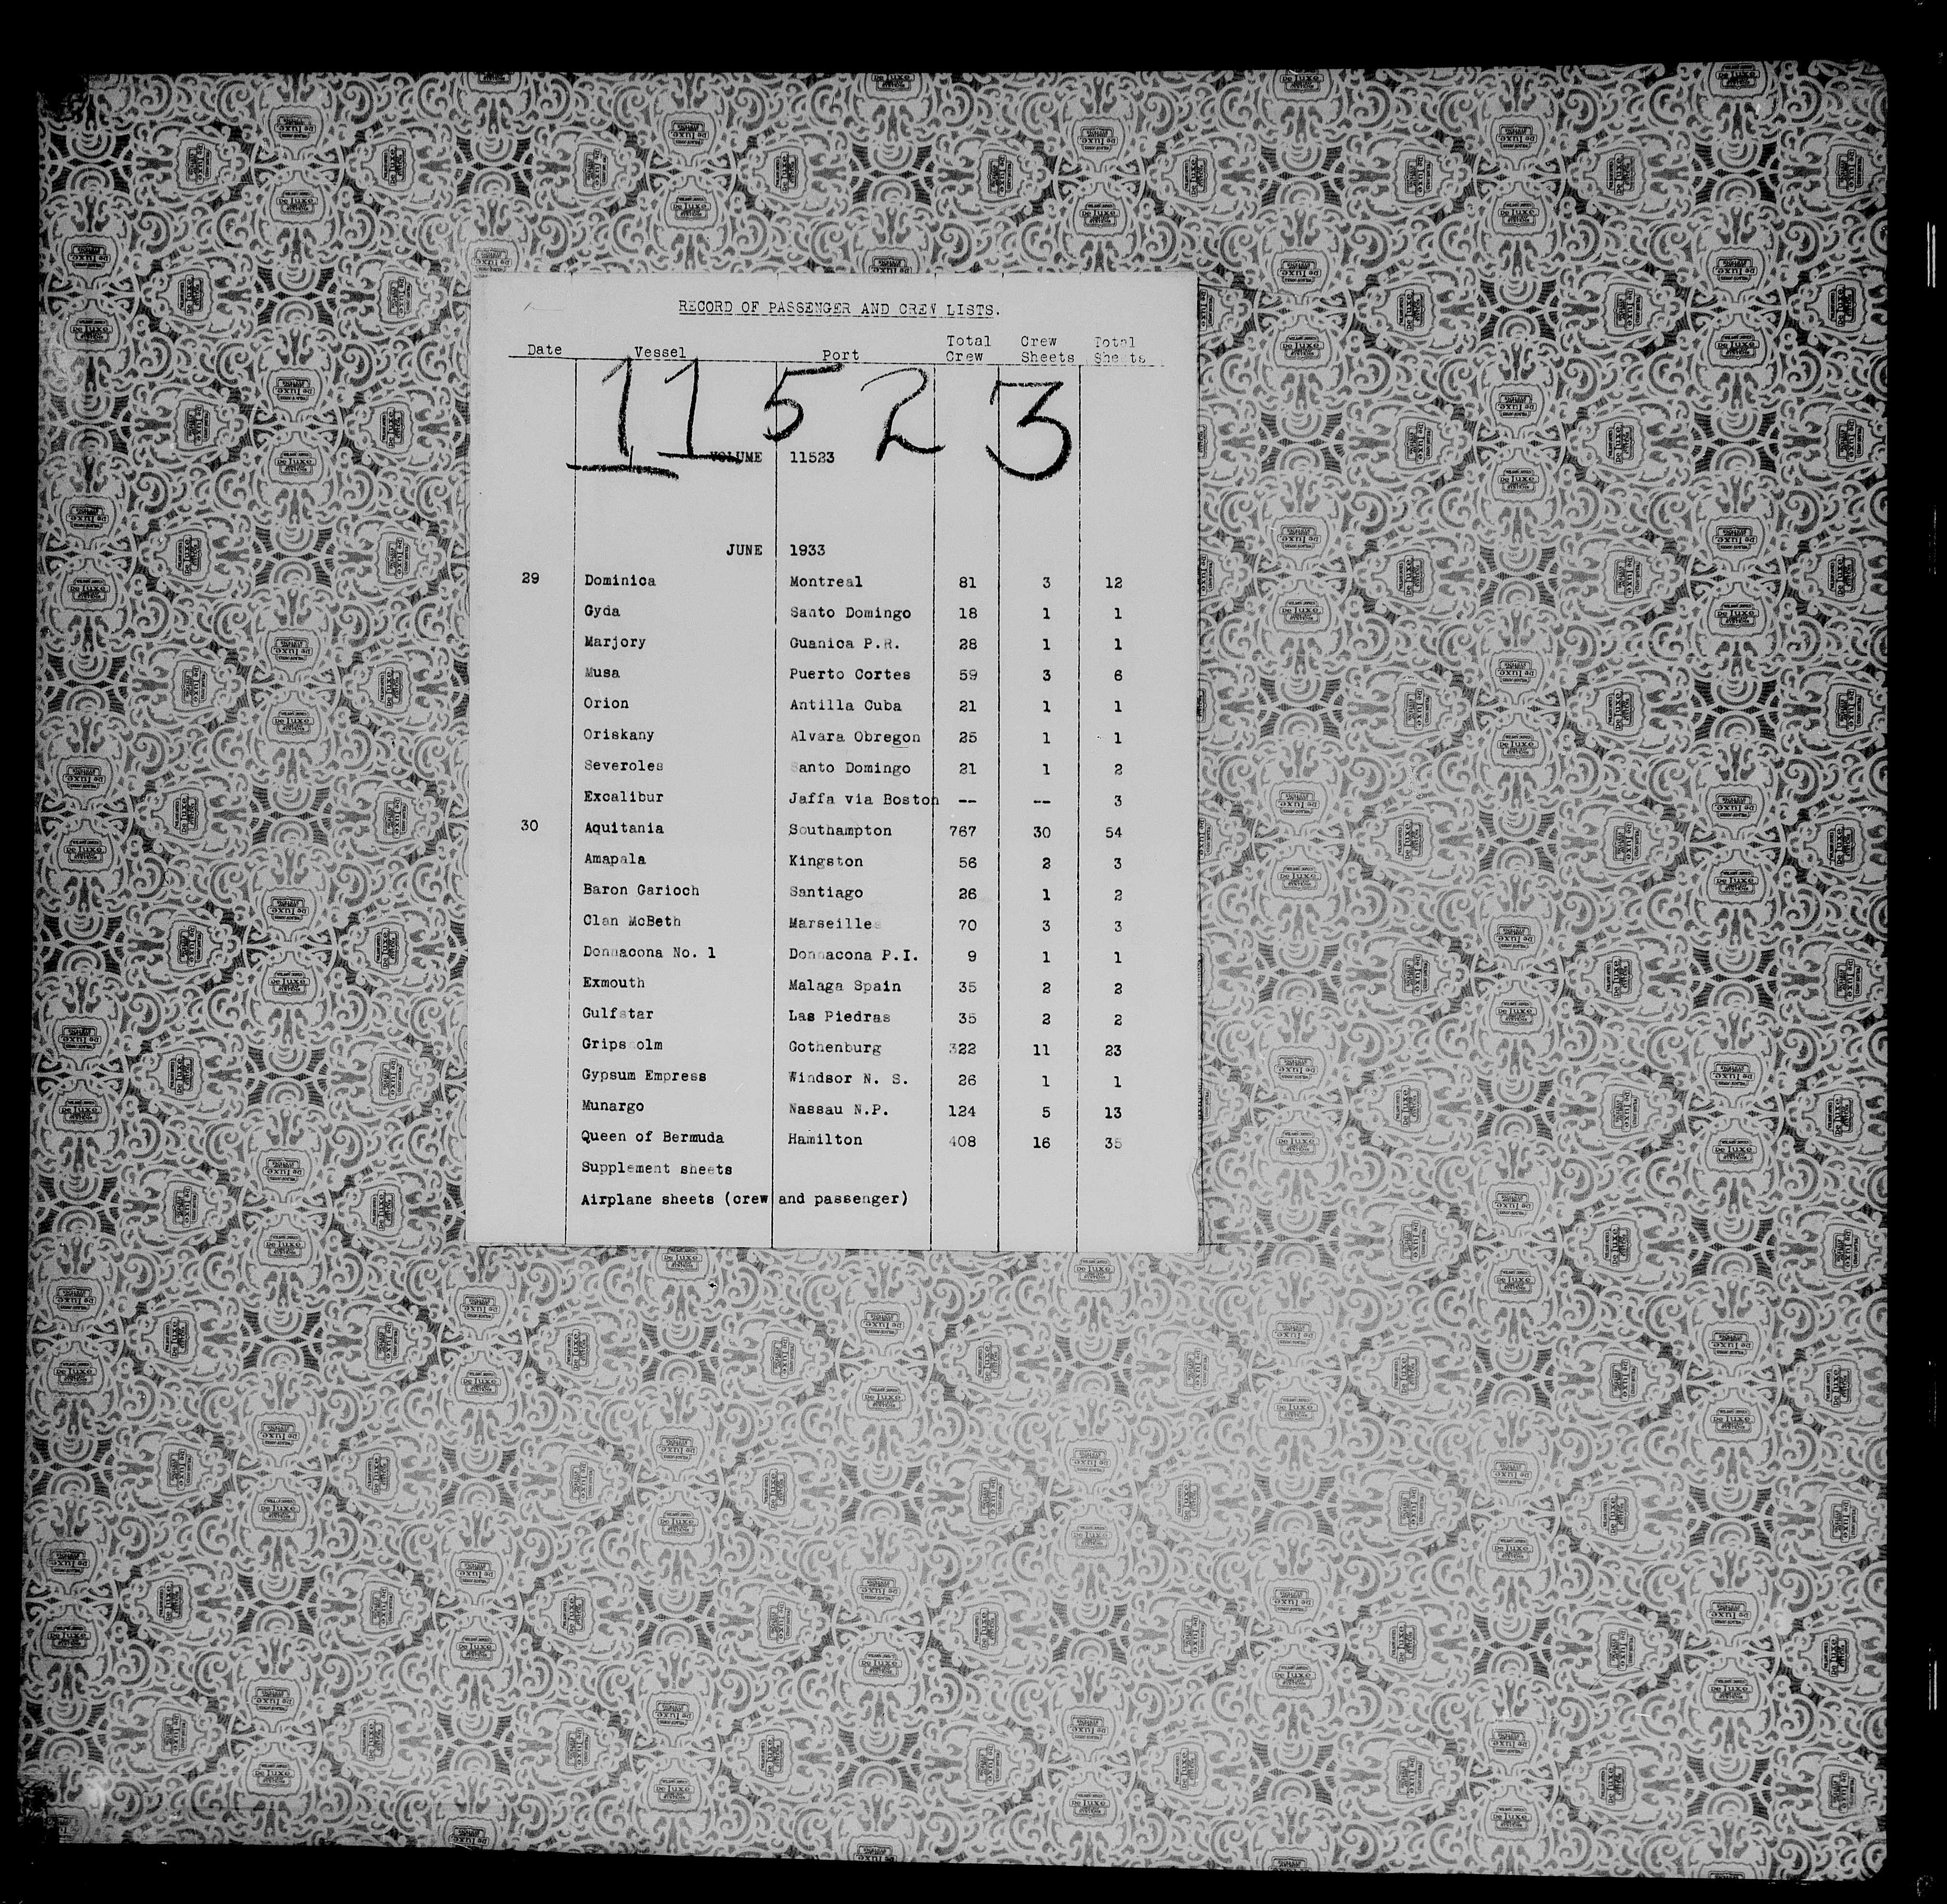 RECORD OF PASSENGER AND CREW LISTS.
Date Vessel Port Total Crew Crew Sheets Total Sheets
11523
VOLUME 11523
JUNE 1933
29 Dominica Montreal 81 3 12
Gyda Santo Domingo 18 1 1
Marjory Guanica P.R. 28 1 1
Musa Puerto Cortes 59 3 6
Orion Antilla Cuba 21 1 1
Oriskany Alvara Obregon 25 1 1
Severoles Santo Domingo 21 1 2
Excalibur Jaffa via Boston -- -- 3
30 Aquitania Southampton 767 30 54
Amapala Kingston 56 2 3
Baron Garioch Santiago 26 1 2
Clan McBeth Marseilles 70 3 3
Donnacona No. 1 Donnacona P.I. 9 1 1
Exmouth Malaga Spain 35 2 2
Gulfstar Las Piedras 35 2 2
Gripsholm Gothenburg 322 11 23
Gypsum Empress Windsor N. S. 26 1 1
Munargo Nassau N.P. 124 5 13
Queen of Bermuda Hamilton 408 16 35
Supplement sheets
Airplane sheets (crew and passenger)